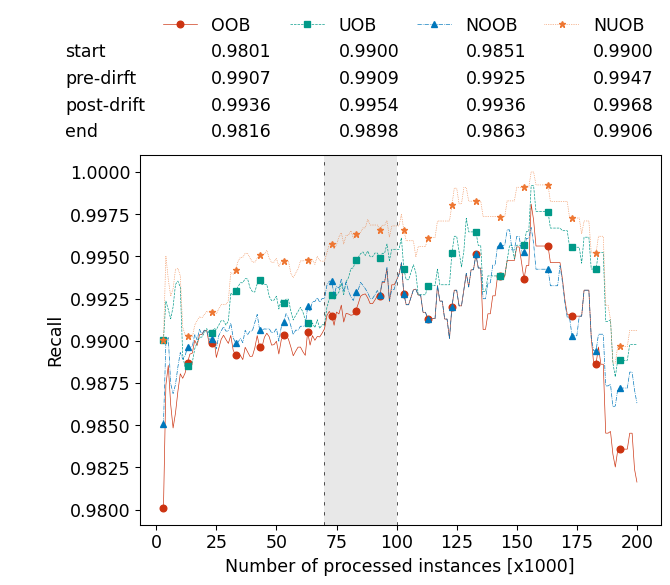 OOB UOB NOOB NUOB
start 0.9801 0.9900 0.9851 0.9900
pre-dirft 0.9907 0.9909 0.9925 0.9947
post-drift 0.9936 0.9954 0.9936 0.9968
end 0.9816 0.9898 0.9863 0.9906
1.0000
0.9975
0.9950
0.9925
0.9900
0.9875
0.9850
0.9825
0.9800
Recall
0 25 50 75 100 125 150 175 200
Number of processed instances [x1000]